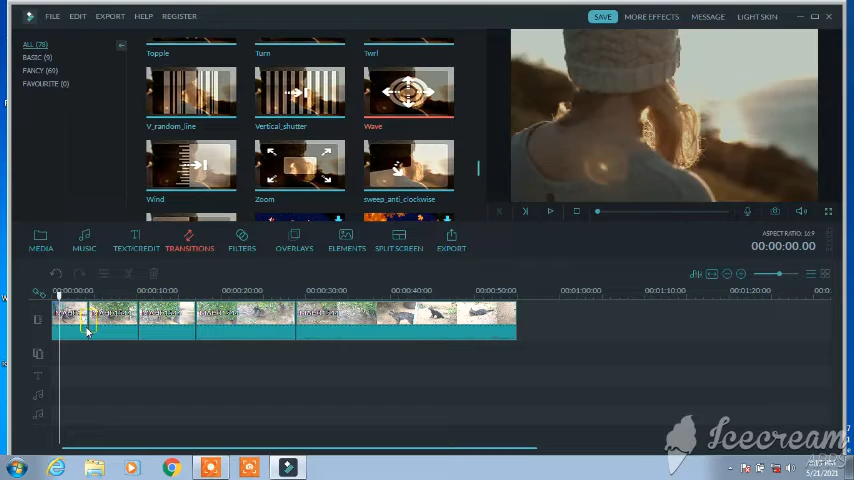 FILE EDIT EXPORT HELP REGISTER SAVE MORE EFFECTS MESSAGE LIGHT SKIN
ALL (78)
BASIC (9)
FANCY (69)
FAVOURITE (0)
Topple Turn Twrl
V_random_line Vertical_shutter Wave
Wind Zoom sweep_anti_clockwise
MEDIA MUSIC TEXT/CREDIT TRANSITIONS FILTERS OVERLAYS ELEMENTS SPLIT SCREEN EXPORT
ASPECT RATIO: 16:9
00:00:00.00
00:00:00:00 00:00:10:00 00:00:20:00 00:00:30:00 00:00:40:00 00:00:50:00 00:01:00:00 00:01:10:00 00:01:20:00
Icecream
APPS
5/21/2021